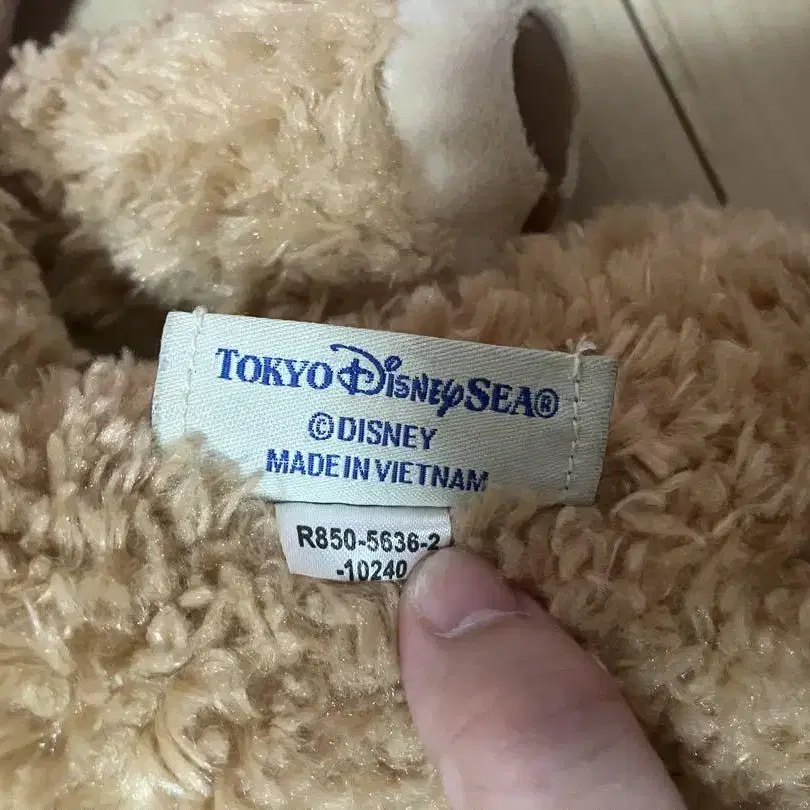 TOKYO DISNEY SEA®
©DISNEY
MADE IN VIETNAM
R850-5636-2
-10240